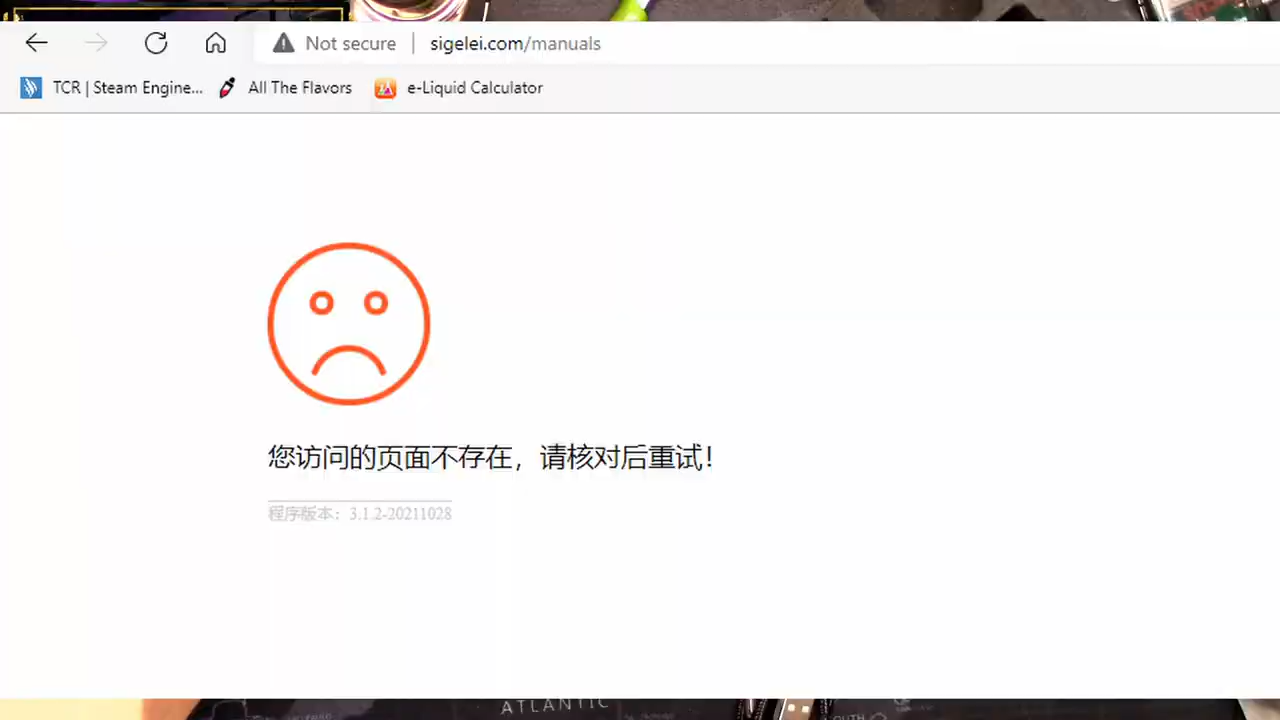 Not secure | sigelei.com/manuals
TCR | Steam Engine... All The Flavors e-Liquid Calculator
您访问的页面不存在，请核对后重试！
程序版本：3.1.2-20211028
ATLANTIC